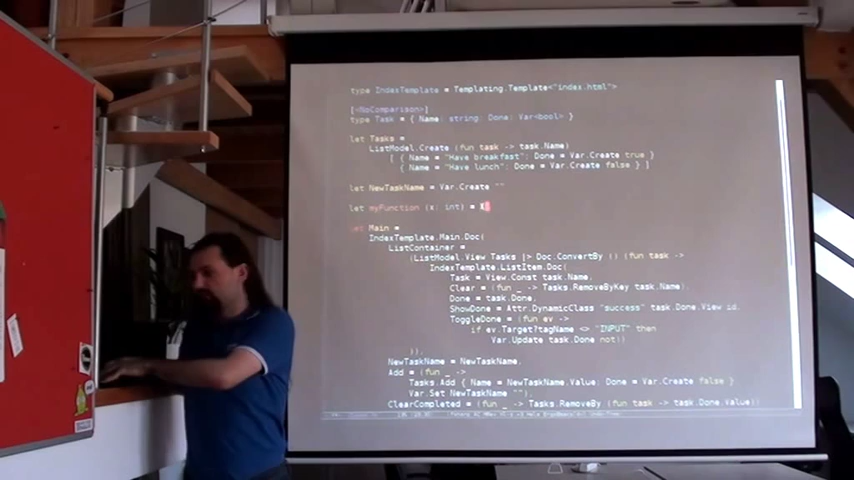 type IndexTemplate = Templating.Template<"index.html">
[<NoComparison>]
type Task = { Name: string; Done: Var<bool> }
let Tasks =
ListModel.Create (fun task -> task.Name)
[ { Name = "Have breakfast"; Done = Var.Create true }
{ Name = "Have lunch"; Done = Var.Create false } ]
let NewTaskName = Var.Create ""
let myFunction (x: int) = x
let Main =
IndexTemplate.Main.Doc(
ListContainer =
(ListModel.View Tasks |> Doc.ConvertBy () (fun task ->
IndexTemplate.ListItem.Doc(
Task = View.Const task.Name,
Clear = (fun _ -> Tasks.RemoveByKey task.Name),
Done = task.Done,
ShowDone = Attr.DynamicClass "success" task.Done.View id,
ToggleDone = (fun ev ->
if ev.Target?tagName <> "INPUT" then
Var.Update task.Done not))
)),
NewTaskName = NewTaskName,
Add = (fun _ ->
Tasks.Add { Name = NewTaskName.Value; Done = Var.Create false }
Var.Set NewTaskName ""),
ClearCompleted = (fun _ -> Tasks.RemoveBy (fun task -> task.Done.Value))